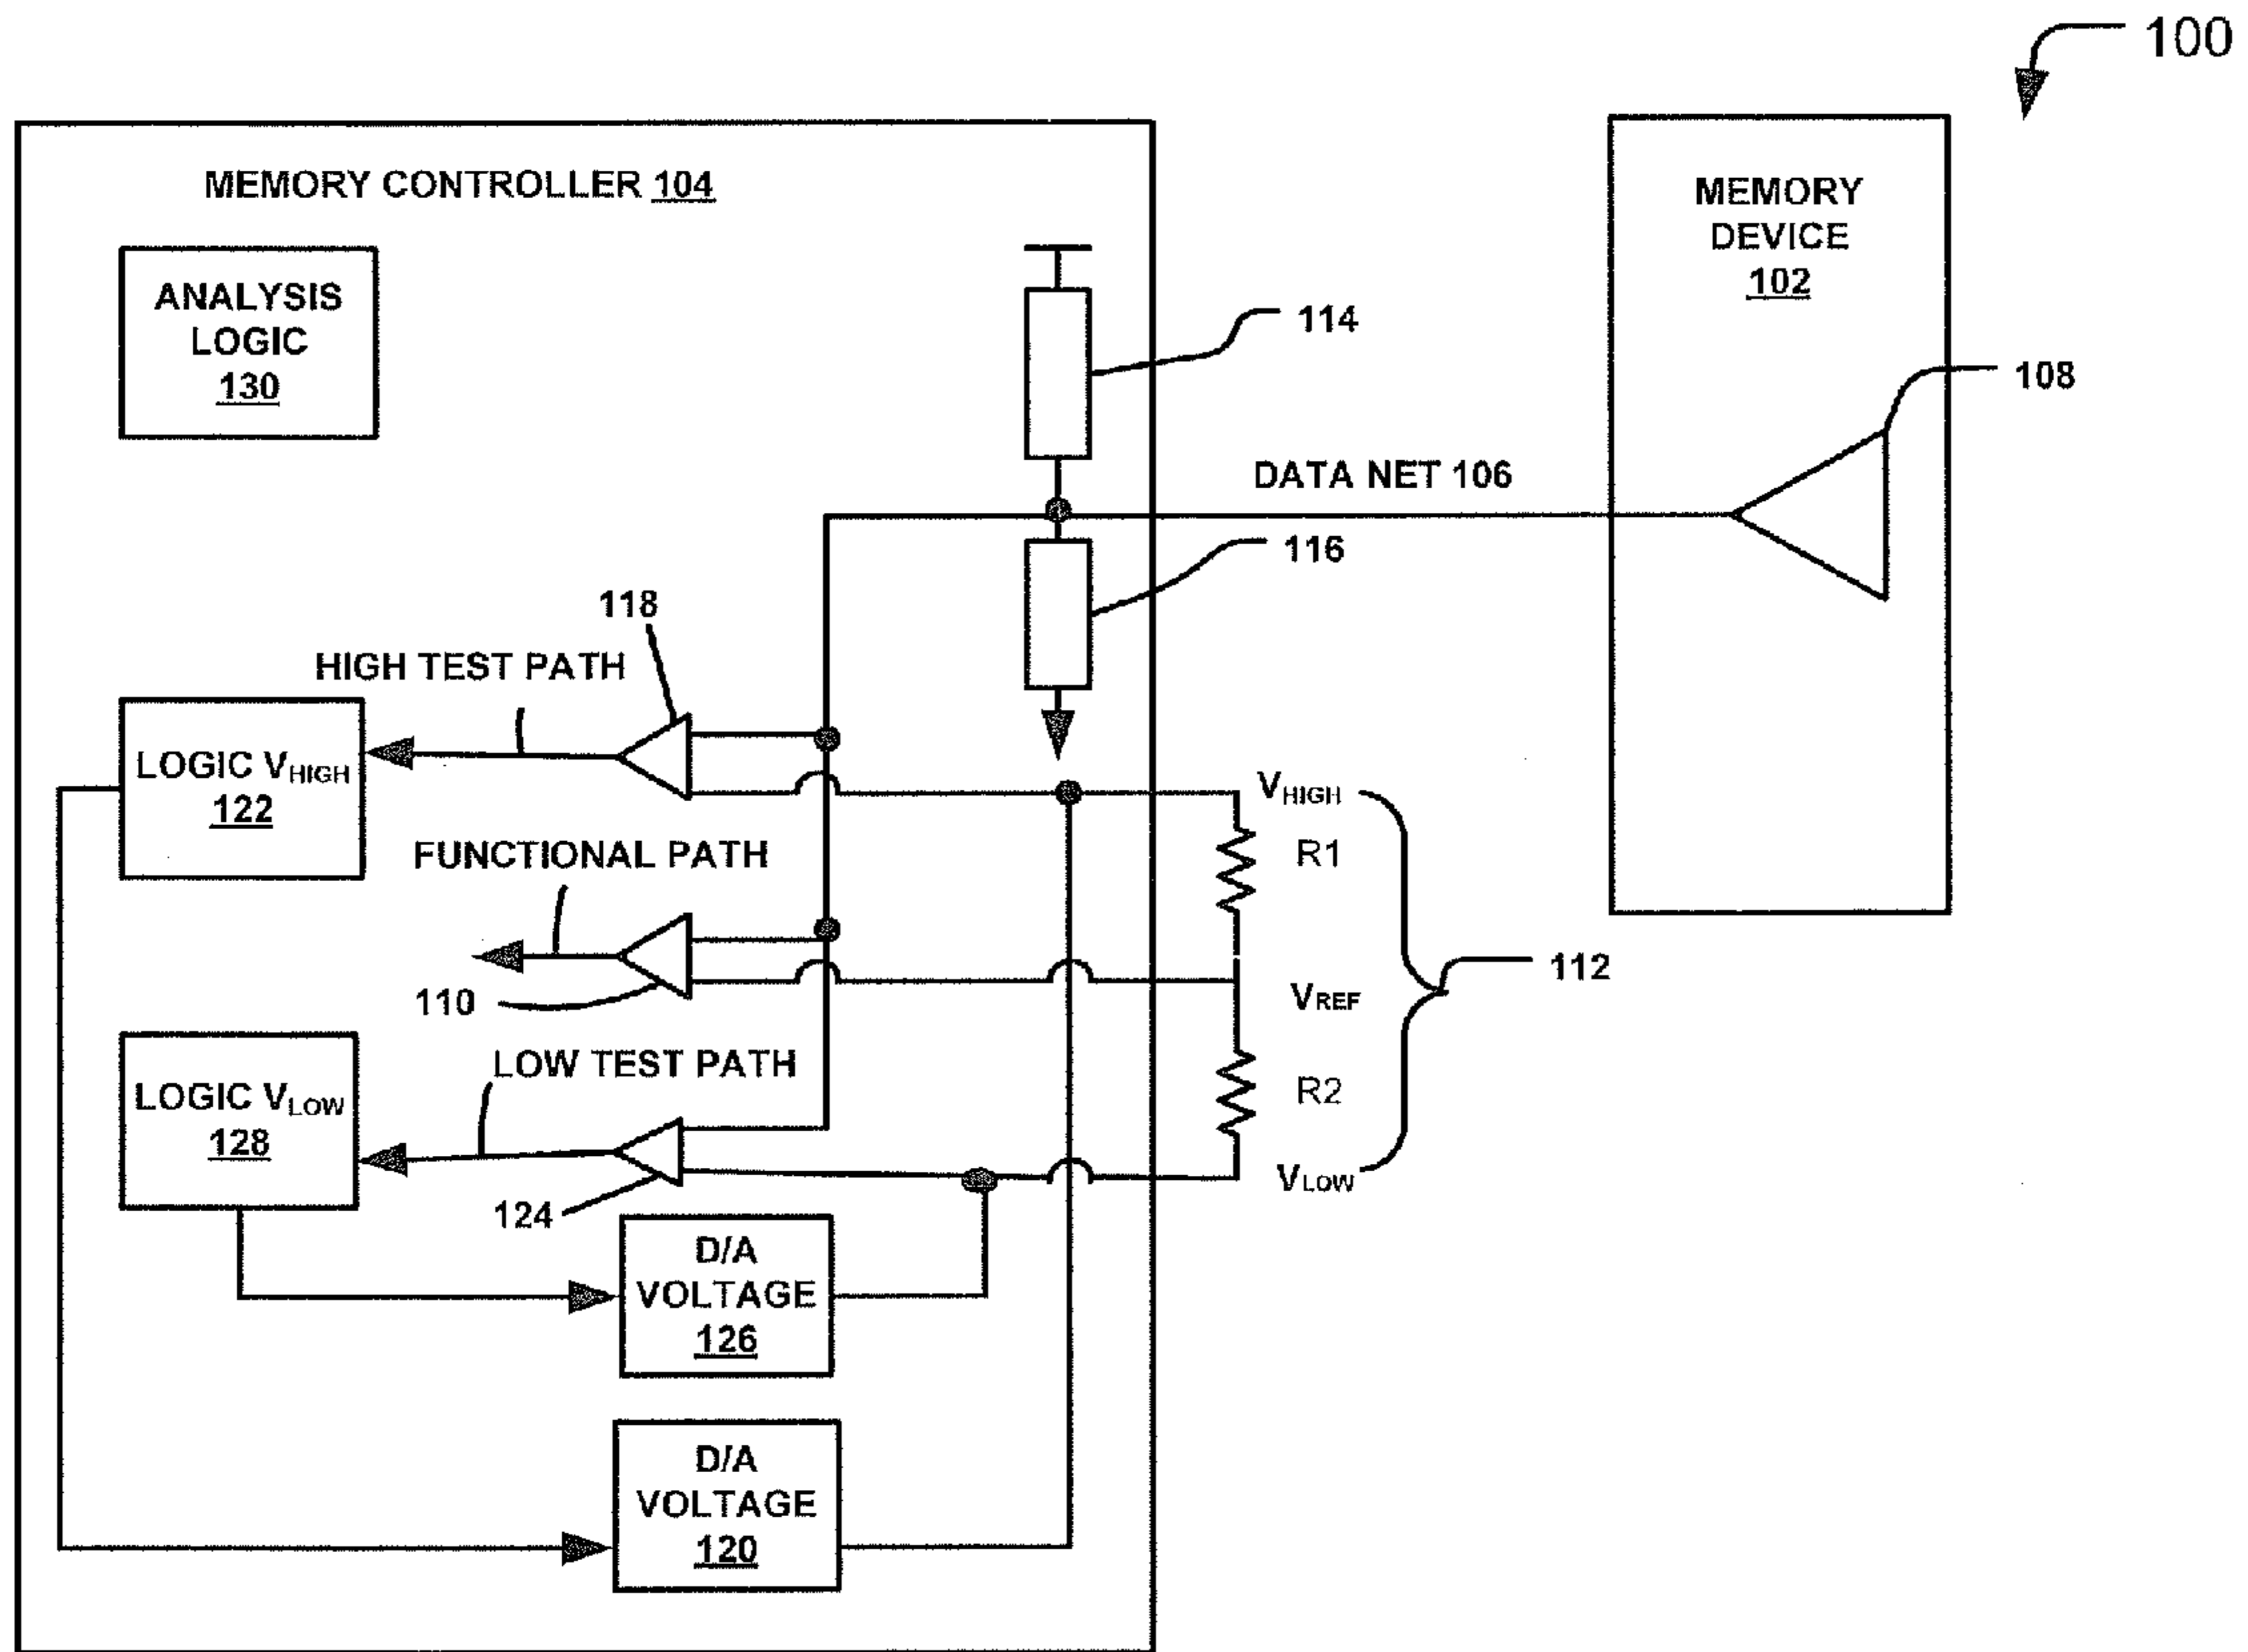 100
MEMORY CONTROLLER 104
MEMORY
DEVICE
102
ANALYSIS
LOGIC
130
114
108
DATA NET 106
116
118
HIGH TEST PATH
LOGIC VHIGH
122
VHIGH
R1
FUNCTIONAL PATH
110
VREF
112
LOW TEST PATH
LOGIC VLOW
128
R2
VLOW
124
D/A
VOLTAGE
126
D/A
VOLTAGE
120